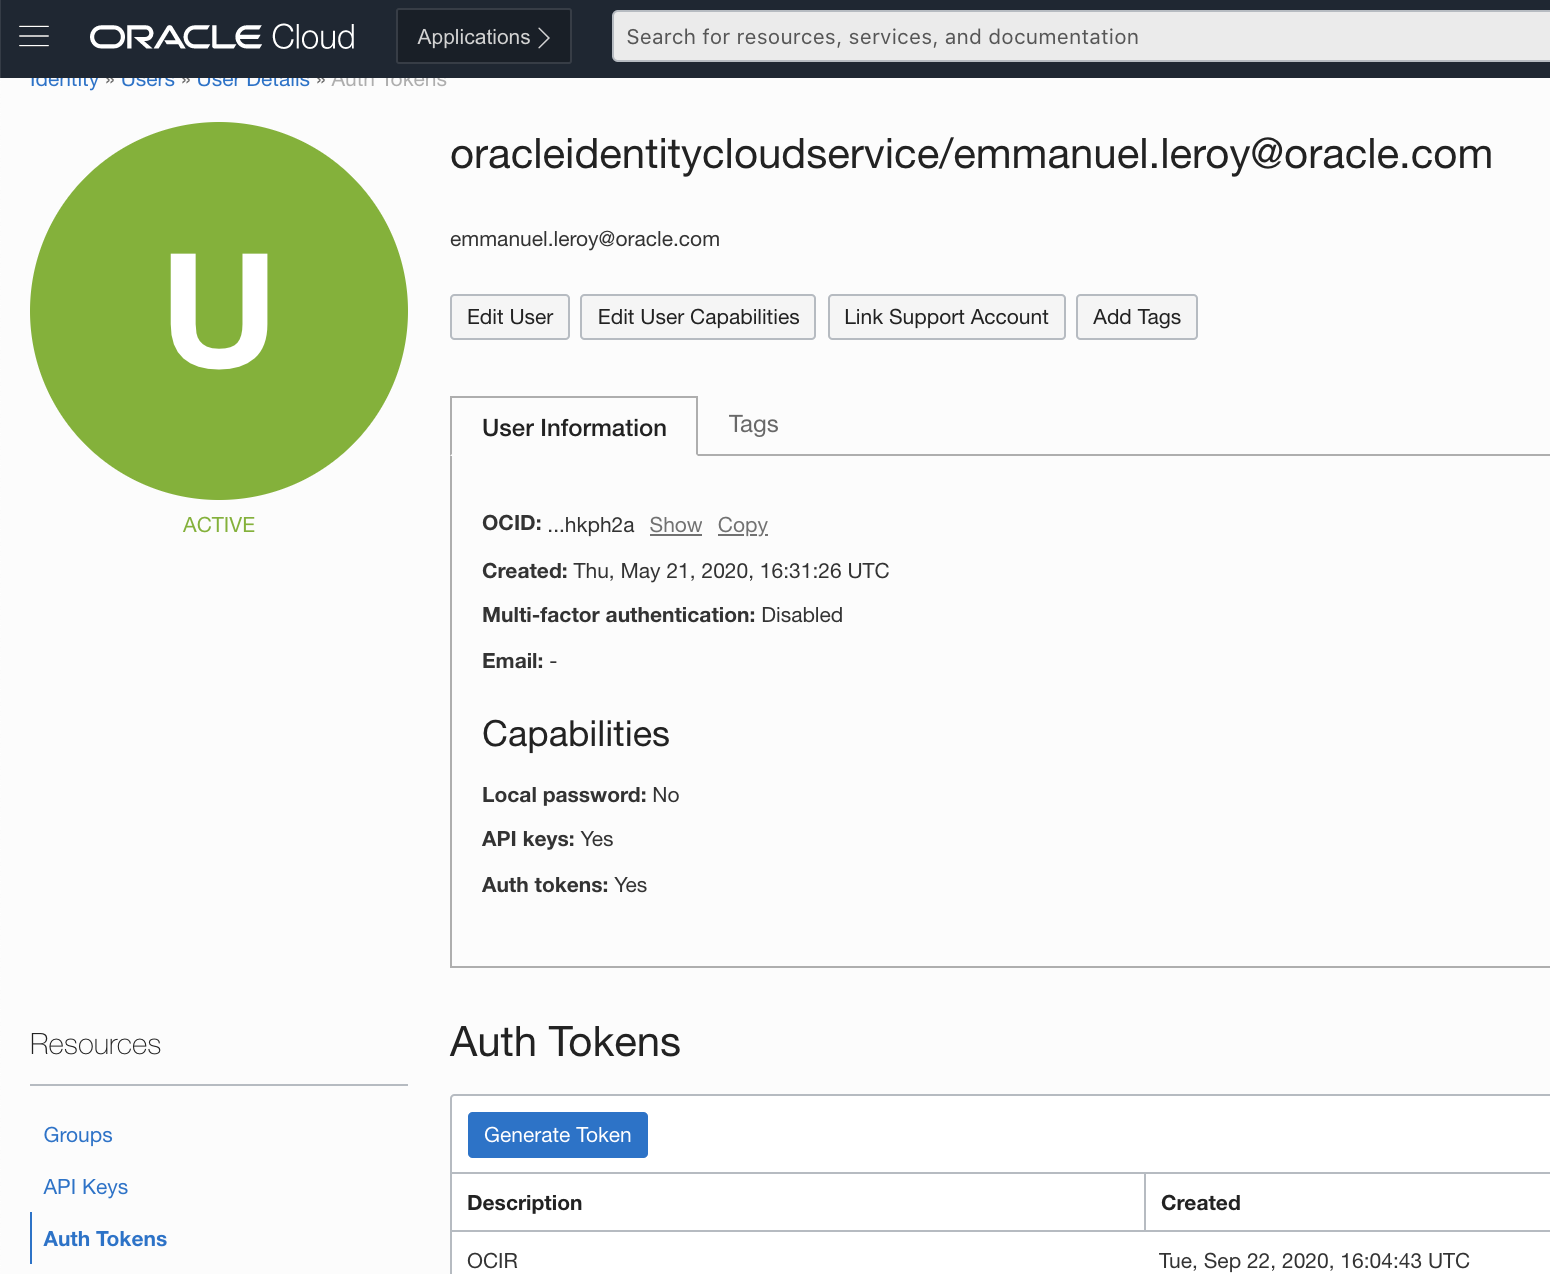 ORACLE Cloud Applications Search for resources, services, and documentation
Identity » Users » User Details » Auth Tokens
U
ACTIVE
oracleidentitycloudservice/emmanuel.leroy@oracle.com
emmanuel.leroy@oracle.com
Edit User Edit User Capabilities Link Support Account Add Tags
User Information Tags
OCID: ...hkph2a Show Copy
Created: Thu, May 21, 2020, 16:31:26 UTC
Multi-factor authentication: Disabled
Email: -
Capabilities
Local password: No
API keys: Yes
Auth tokens: Yes
Resources
Groups
API Keys
Auth Tokens
Auth Tokens
Generate Token
Description Created
OCIR Tue, Sep 22, 2020, 16:04:43 UTC